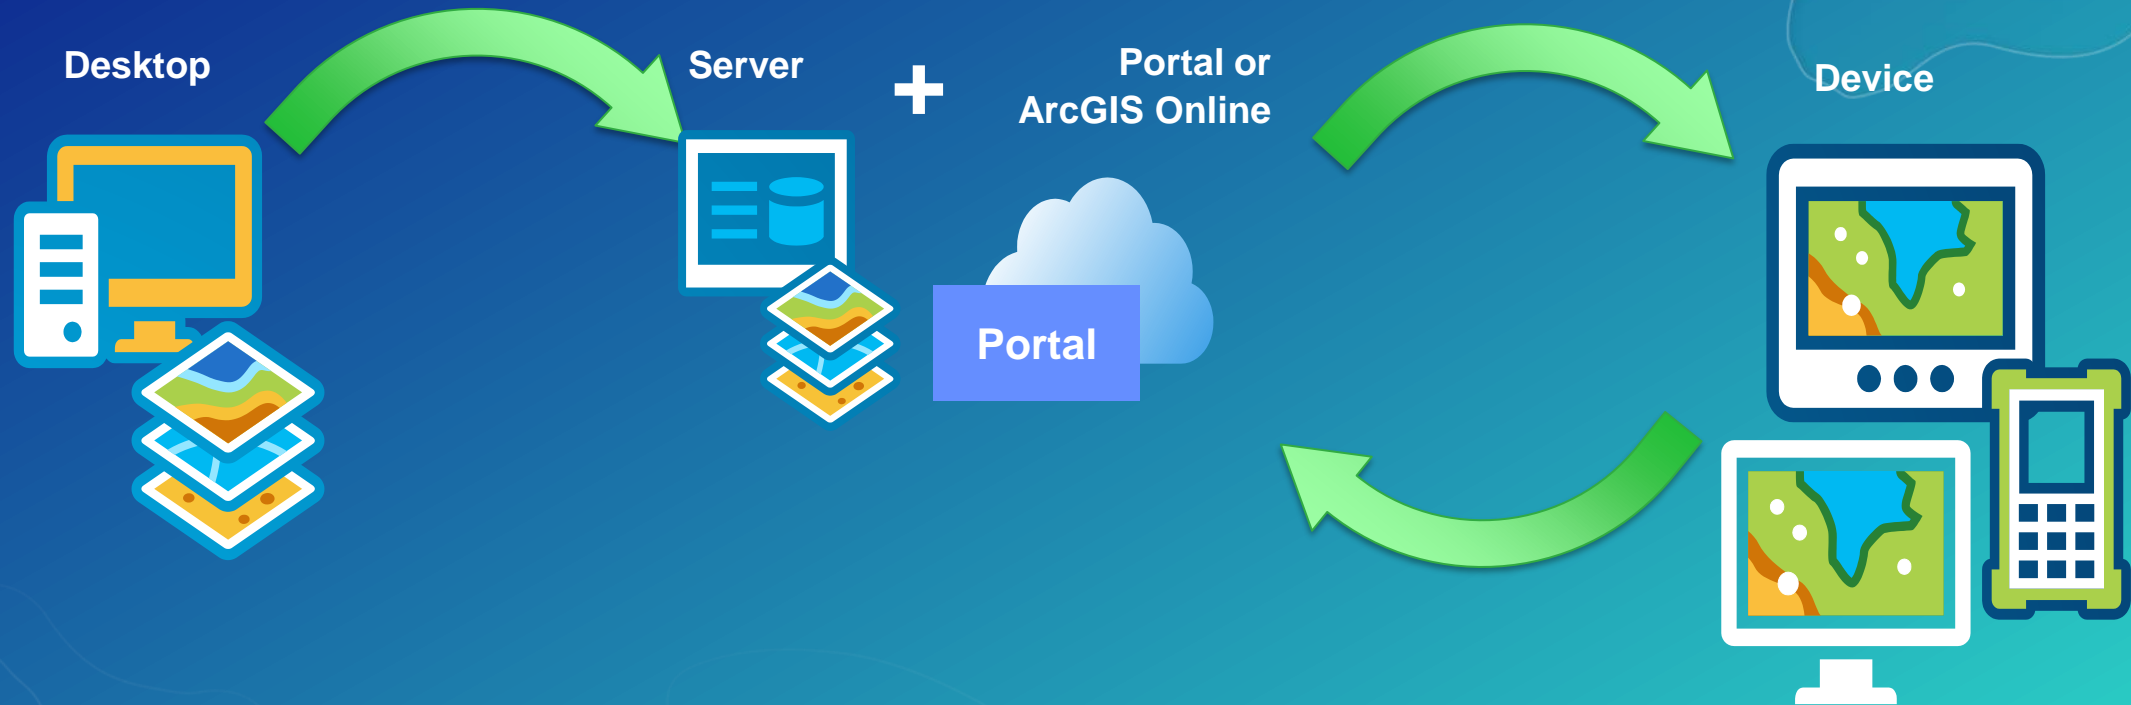 Desktop
Server
+
Portal or
ArcGIS Online
Device
Portal